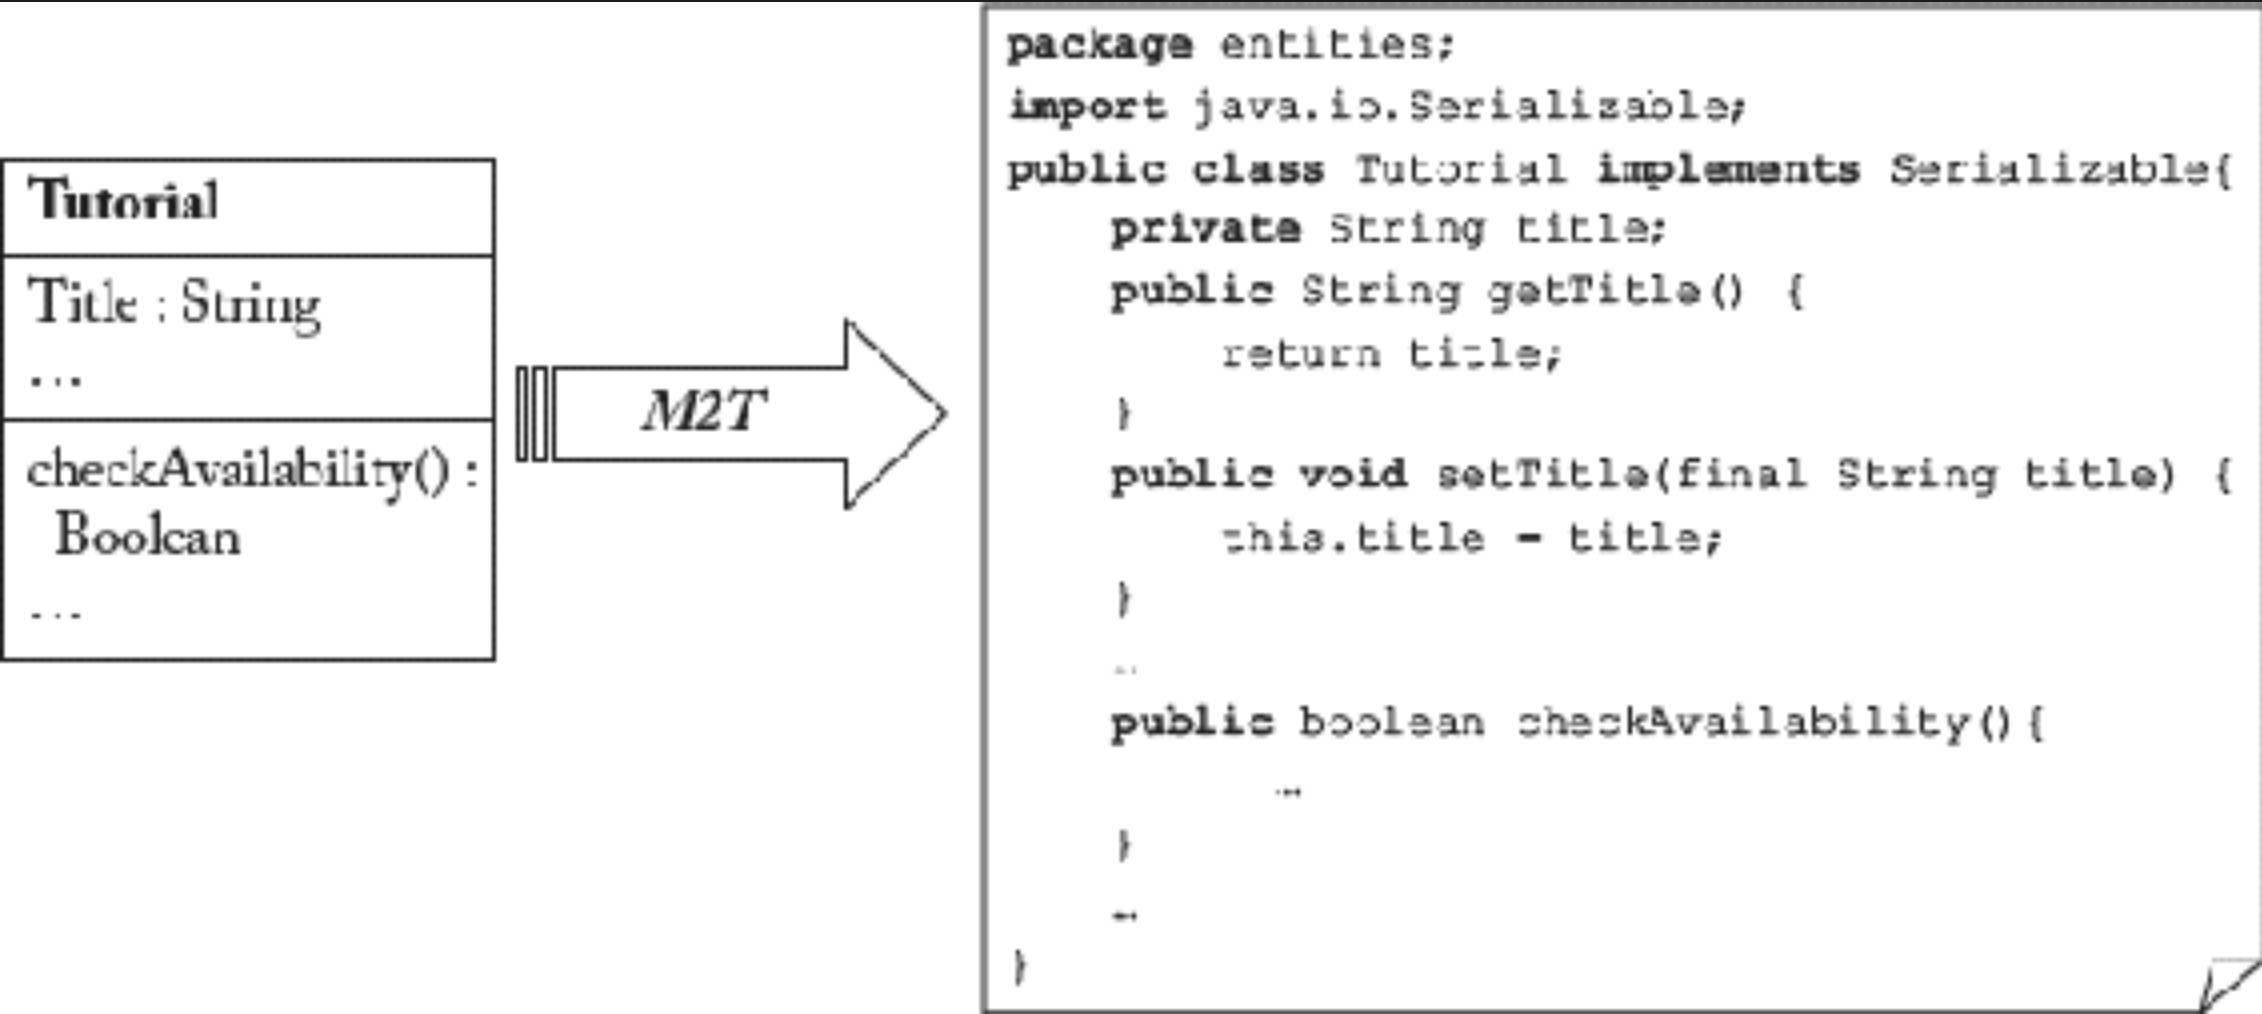 Tutorial
Title : String
...
checkAvailability() :
Boolean
...
M2T
package entities;
import java.io.Serializable;
public class Tutorial implements Serializable{
private String title;
public String getTitle() {
return title;
}
public void setTitle(final String title) {
this.title = title;
}
…
public boolean checkAvailability(){
…
}
…
}